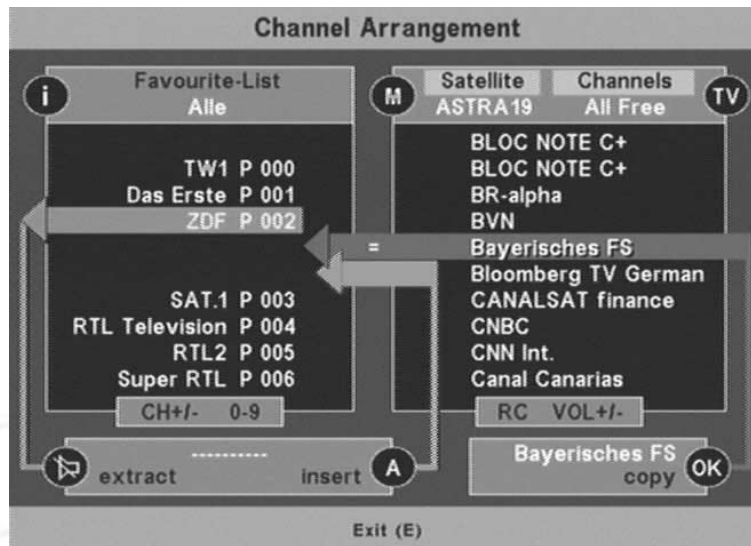 Channel Arrangement
i
Favourite-List
Alle
TW1 P 000
Das Erste P 001
ZDF P 002
SAT.1 P 003
RTL Television P 004
RTL2 P 005
Super RTL P 006
CH+/- 0-9
M
Satellite Channels
TV
ASTRA19 All Free
BLOC NOTE C+
BLOC NOTE C+
BR-alpha
BVN
= Bayerisches FS
Bloomberg TV German
CANALSAT finance
CNBC
CNN Int.
Canal Canarias
RC VOL+/-
----------
extract insert
A
Bayerisches FS
copy
OK
Exit (E)